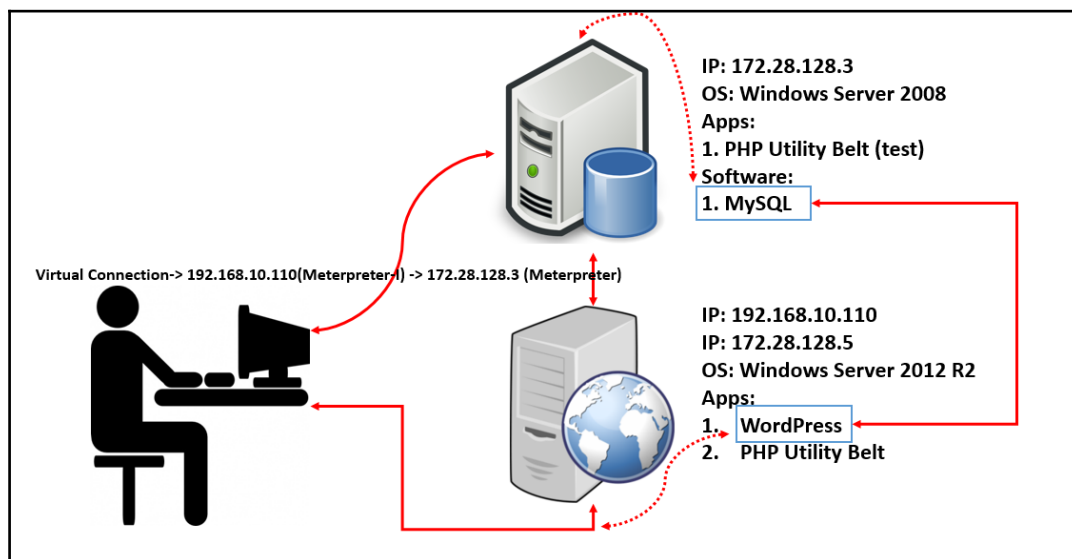 IP: 172.28.128.3
OS: Windows Server 2008
Apps:
1. PHP Utility Belt (test)
Software:
1. MySQL
Virtual Connection-> 192.168.10.110(Meterpreter-I) -> 172.28.128.3 (Meterpreter)
IP: 192.168.10.110
IP: 172.28.128.5
OS: Windows Server 2012 R2
Apps:
1. WordPress
2. PHP Utility Belt